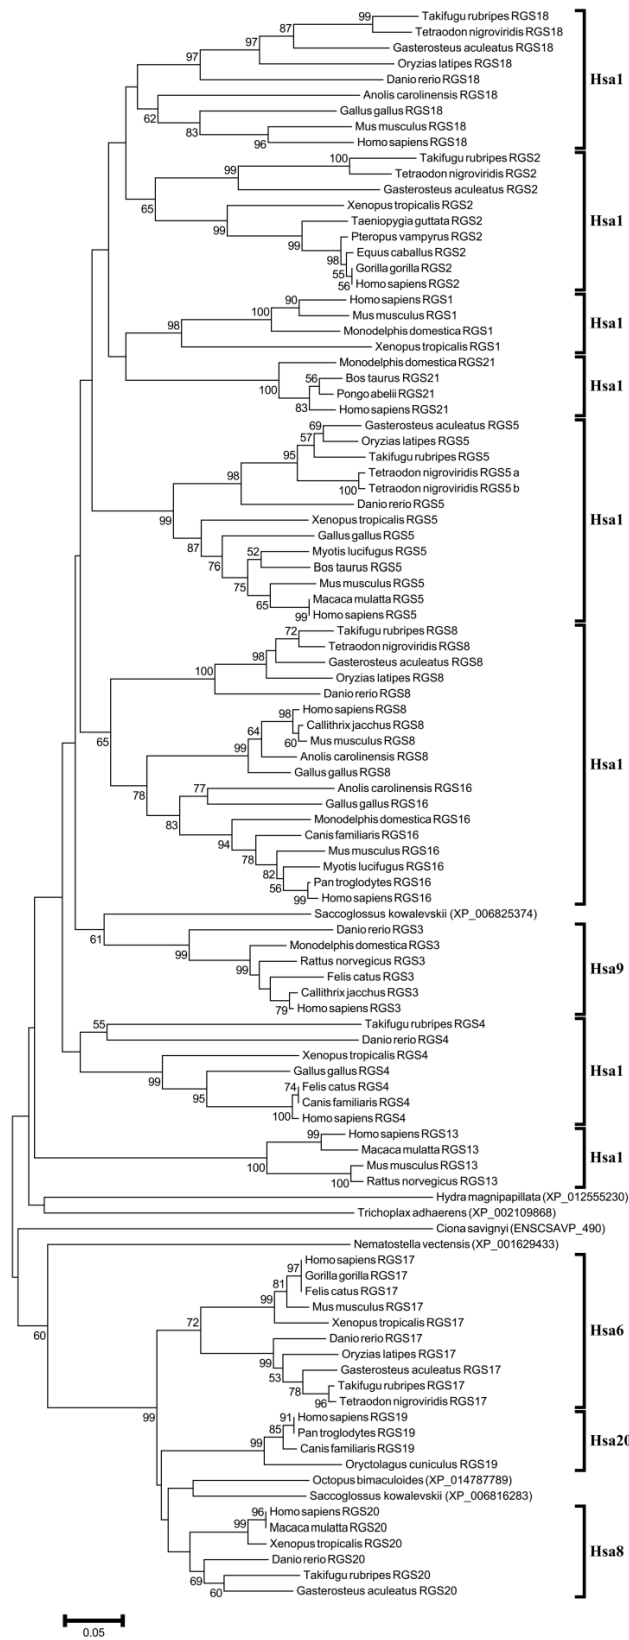 99 Takifugu rubripes RGS18
87 Tetraodon nigroviridis RGS18
97 Gasterosteus aculeatus RGS18
97 Oryzias latipes RGS18
Danio rerio RGS18
Hsa1
Anolis carolinensis RGS18
62 Gallus gallus RGS18
83 Mus musculus RGS18
96 Homo sapiens RGS18
100 Takifugu rubripes RGS2
99 Tetraodon nigroviridis RGS2
Gasterosteus aculeatus RGS2
65 Xenopus tropicalis RGS2
Hsa1
99 Taeniopygia guttata RGS2
99 Pteropus vampyrus RGS2
98 Equus caballus RGS2
55 Gorilla gorilla RGS2
56 Homo sapiens RGS2
90 Homo sapiens RGS1
100 Mus musculus RGS1
Hsa1
98 Monodelphis domestica RGS1
Xenopus tropicalis RGS1
Monodelphis domestica RGS21
56 Bos taurus RGS21
Hsa1
100 Pongo abelii RGS21
83 Homo sapiens RGS21
69 Gasterosteus aculeatus RGS5
57 Oryzias latipes RGS5
95 Takifugu rubripes RGS5
98 Tetraodon nigroviridis RGS5 a
100 Tetraodon nigroviridis RGS5 b
Danio rerio RGS5
99 Xenopus tropicalis RGS5
Hsa1
87 Gallus gallus RGS5
76 52 Myotis lucifugus RGS5
Bos taurus RGS5
75 Mus musculus RGS5
65 Macaca mulatta RGS5
99 Homo sapiens RGS5
72 Takifugu rubripes RGS8
Tetraodon nigroviridis RGS8
98 Gasterosteus aculeatus RGS8
100 Oryzias latipes RGS8
Danio rerio RGS8
98 Homo sapiens RGS8
64 Callithrix jacchus RGS8
60 Mus musculus RGS8
65 99 Anolis carolinensis RGS8
Hsa1
Gallus gallus RGS8
78 77 Anolis carolinensis RGS16
Gallus gallus RGS16
83 Monodelphis domestica RGS16
94 Canis familiaris RGS16
78 Mus musculus RGS16
82 Myotis lucifugus RGS16
56 Pan troglodytes RGS16
99 Homo sapiens RGS16
Saccoglossus kowalevskii (XP_006825374)
61 Danio rerio RGS3
99 Monodelphis domestica RGS3
99 Rattus norvegicus RGS3
Hsa9
Felis catus RGS3
Callithrix jacchus RGS3
79 Homo sapiens RGS3
55 Takifugu rubripes RGS4
Danio rerio RGS4
Xenopus tropicalis RGS4
Hsa1
99 Gallus gallus RGS4
95 74 Felis catus RGS4
Canis familiaris RGS4
100 Homo sapiens RGS4
99 Homo sapiens RGS13
Macaca mulatta RGS13
Hsa1
100 Mus musculus RGS13
100 Rattus norvegicus RGS13
Hydra magnipapillata (XP_012555230)
Trichoplax adhaerens (XP_002109868)
Ciona savignyi (ENSCSAVP_490)
Nematostella vectensis (XP_001629433)
Homo sapiens RGS17
97 Gorilla gorilla RGS17
81 Felis catus RGS17
99 Mus musculus RGS17
72 Xenopus tropicalis RGS17
Hsa6
60 Danio rerio RGS17
99 Oryzias latipes RGS17
53 Gasterosteus aculeatus RGS17
78 Takifugu rubripes RGS17
96 Tetraodon nigroviridis RGS17
99 91 Homo sapiens RGS19
85 Pan troglodytes RGS19
Hsa20
99 Canis familiaris RGS19
Oryctolagus cuniculus RGS19
Octopus bimaculoides (XP_014787789)
Saccoglossus kowalevskii (XP_006816283)
96 Homo sapiens RGS20
99 Macaca mulatta RGS20
Xenopus tropicalis RGS20
Hsa8
Danio rerio RGS20
69 Takifugu rubripes RGS20
60 Gasterosteus aculeatus RGS20
0.05